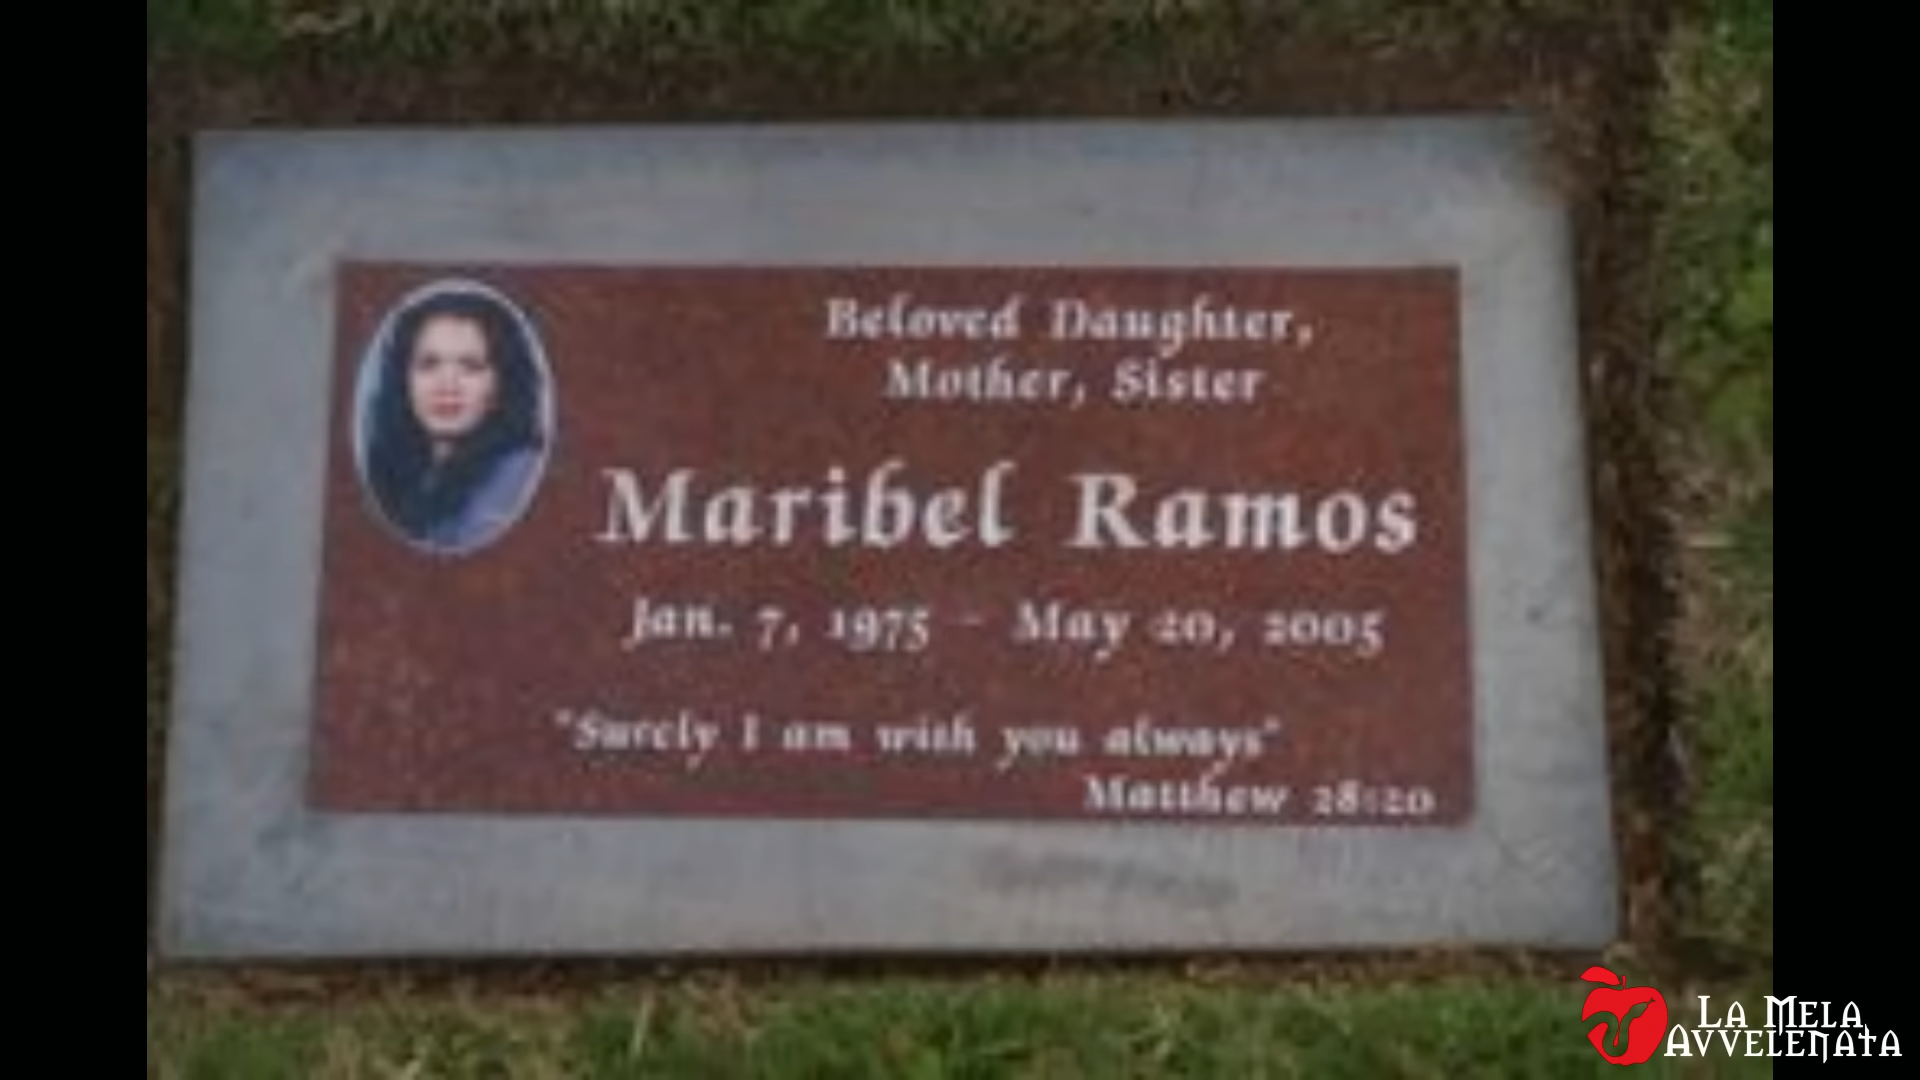 Beloved Daughter,
Mother, Sister
Maribel Ramos
Jan. 7, 1975 - May 20, 2005
"Surely I am with you always"
Matthew 28:20
La Mela
Avvelenata